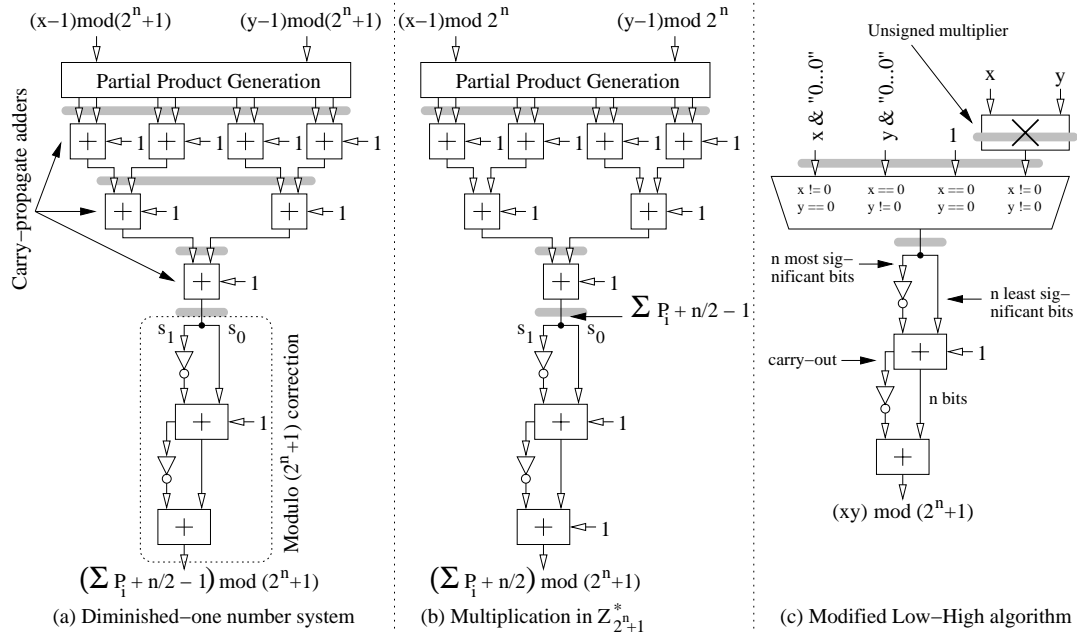 (x−1)mod(2^n+1)
(y−1)mod(2^n+1)
Partial Product Generation
+
1
+
1
+
1
+
1
Carry−propagate adders
+
1
+
1
+
1
s_1
s_0
+
1
+
Modulo (2^n+1) correction
(∑ P_i + n/2 − 1) mod (2^n+1)
(a) Diminished−one number system
(x−1)mod 2^n
(y−1)mod 2^n
Partial Product Generation
+
1
+
1
+
1
+
1
+
1
+
1
+
1
∑ P_i + n/2 − 1
s_1
s_0
+
1
+
1
(∑ P_i + n/2) mod (2^n+1)
(b) Multiplication in Z^*_{2^n+1}
Unsigned multiplier
x & "0...0"
y & "0...0"
1
x
y
x != 0
y == 0
x == 0
y != 0
x == 0
y == 0
x != 0
y != 0
n most sig−
nificant bits
n least sig−
nificant bits
+
1
carry−out
n bits
+
(xy) mod (2^n+1)
(c) Modified Low−High algorithm